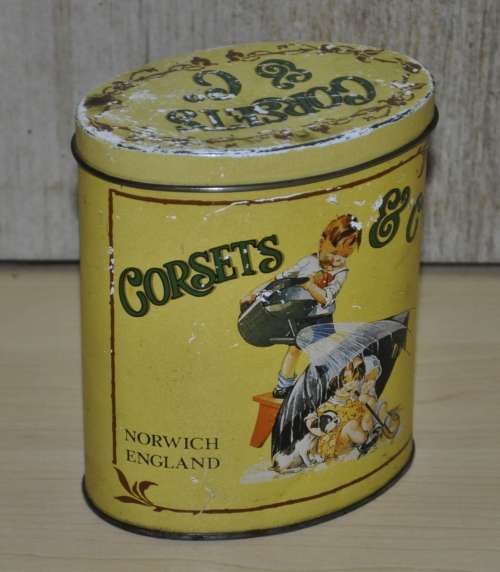 CORSETS
& C
CORSETS
& C
NORWICH
ENGLAND